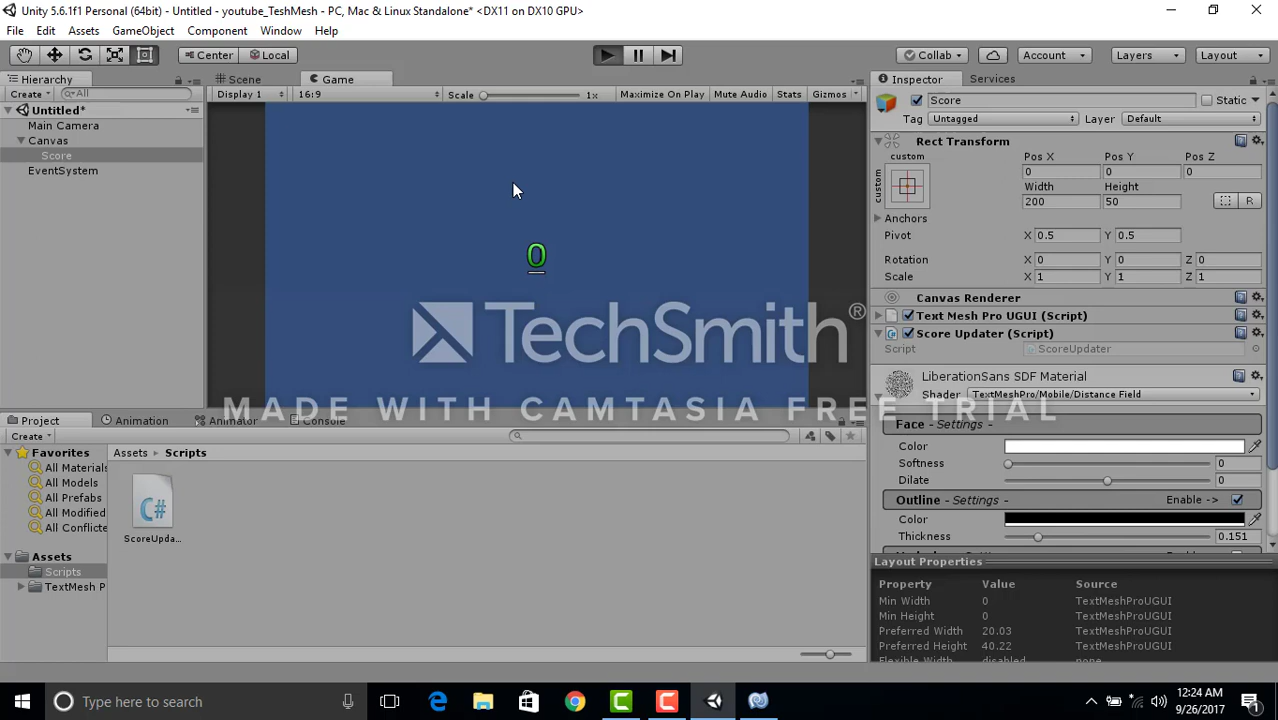 Unity 5.6.1f1 Personal (64bit) - Untitled - youtube_TeshMesh - PC, Mac & Linux Standalone* <DX11 on DX10 GPU>
File Edit Assets GameObject Component Window Help
Center Local Collab Account Layers Layout
Hierarchy Scene Game Inspector Services
Create All Display 1 16:9 Scale 1x Maximize On Play Mute Audio Stats Gizmos Score Static
Untitled*
Tag Untagged Layer Default
Main Camera
Canvas
Rect Transform
Score
custom Pos X Pos Y Pos Z
EventSystem
custom
0 0 0
Width Height
200 50 R
Anchors
Pivot X 0.5 Y 0.5
0
Rotation X 0 Y 0 Z 0
Scale X 1 Y 1 Z 1
Canvas Renderer
Text Mesh Pro UGUI (Script)
Score Updater (Script)
Script ScoreUpdater
TechSmith®
LiberationSans SDF Material
Shader TextMeshPro/Mobile/Distance Field
MADE WITH CAMTASIA FREE TRIAL
Project Animation Animator Console
Face - Settings -
Create
Color
Favorites Assets Scripts
Softness 0
All Materials
All Models
Dilate 0
All Prefabs
Outline - Settings - Enable ->
All Modified
Color
All Conflicte
ScoreUpda...
Thickness 0.151
Assets
Layout Properties
Scripts
Property Value Source
TextMesh P
Min Width 0 TextMeshProUGUI
Min Height 0 TextMeshProUGUI
Preferred Width 20.03 TextMeshProUGUI
Preferred Height 40.22 TextMeshProUGUI
Flexible Width disabled none
Type here to search
12:24 AM
9/26/2017
1